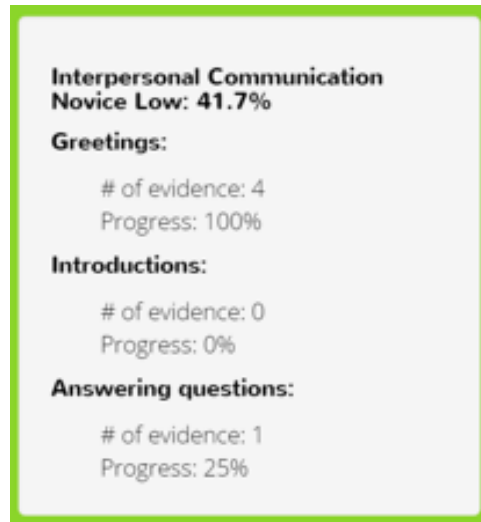 Interpersonal Communication
Novice Low: 41.7%
Greetings:
# of evidence: 4
Progress: 100%
Introductions:
# of evidence: 0
Progress: 0%
Answering questions:
# of evidence: 1
Progress: 25%